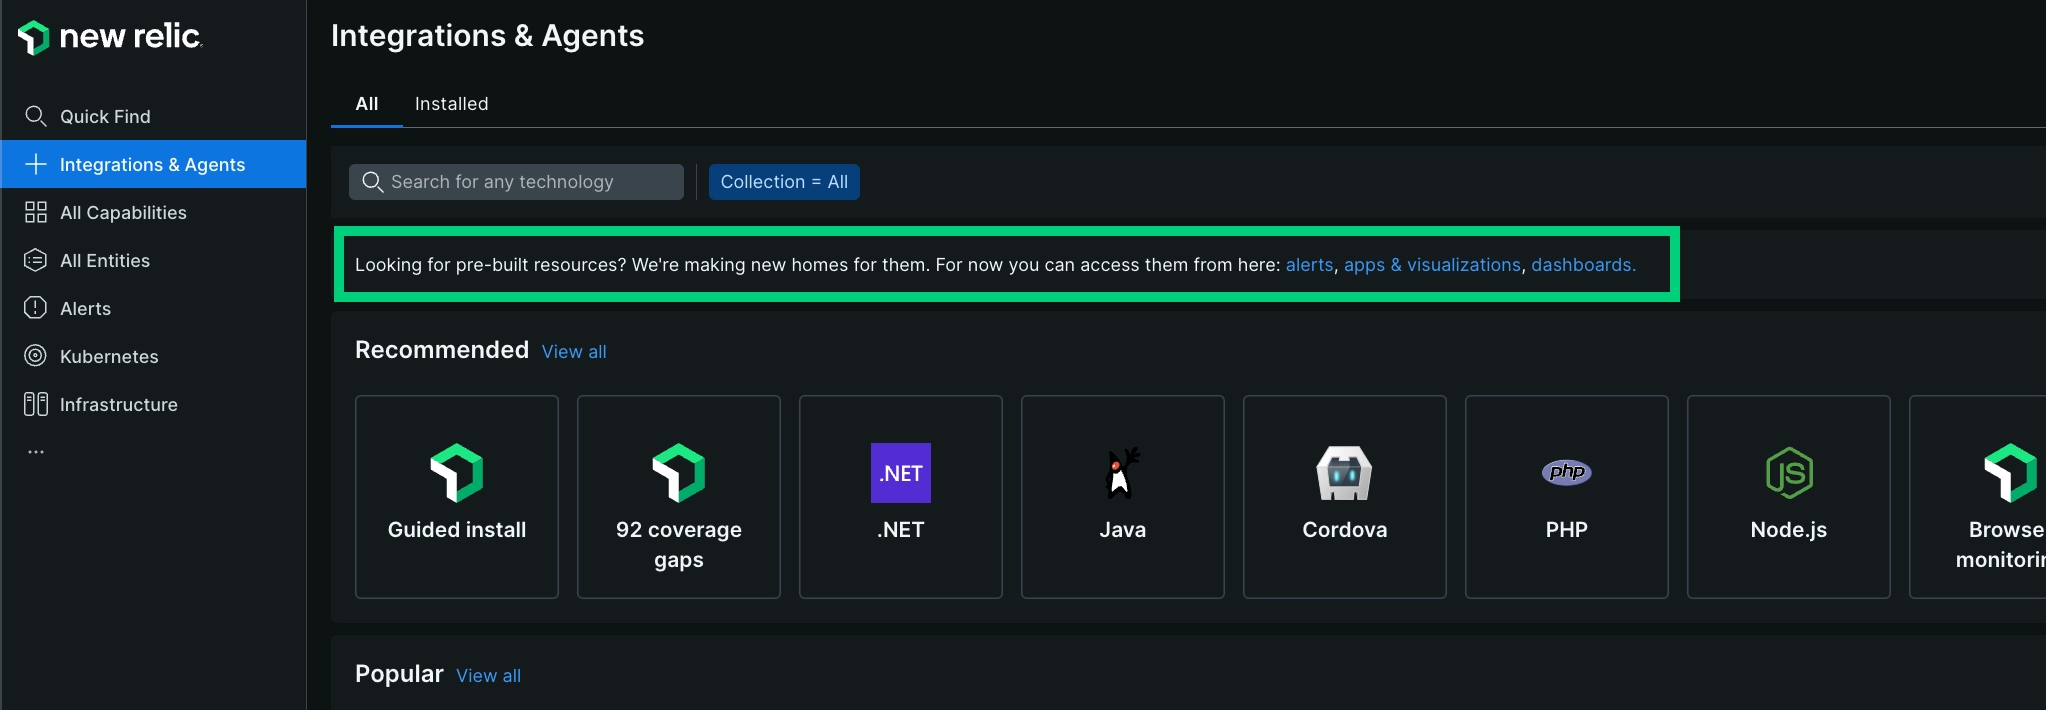 new relic
Quick Find
Integrations & Agents
All Capabilities
All Entities
Alerts
Kubernetes
Infrastructure
...
Integrations & Agents
All
Installed
Search for any technology
Collection = All
Looking for pre-built resources? We're making new homes for them. For now you can access them from here: alerts, apps & visualizations, dashboards.
Recommended View all
Guided install
92 coverage
gaps
.NET
.NET
Java
Cordova
php
PHP
JS
Node.js
Browse
monitorin
Popular View all